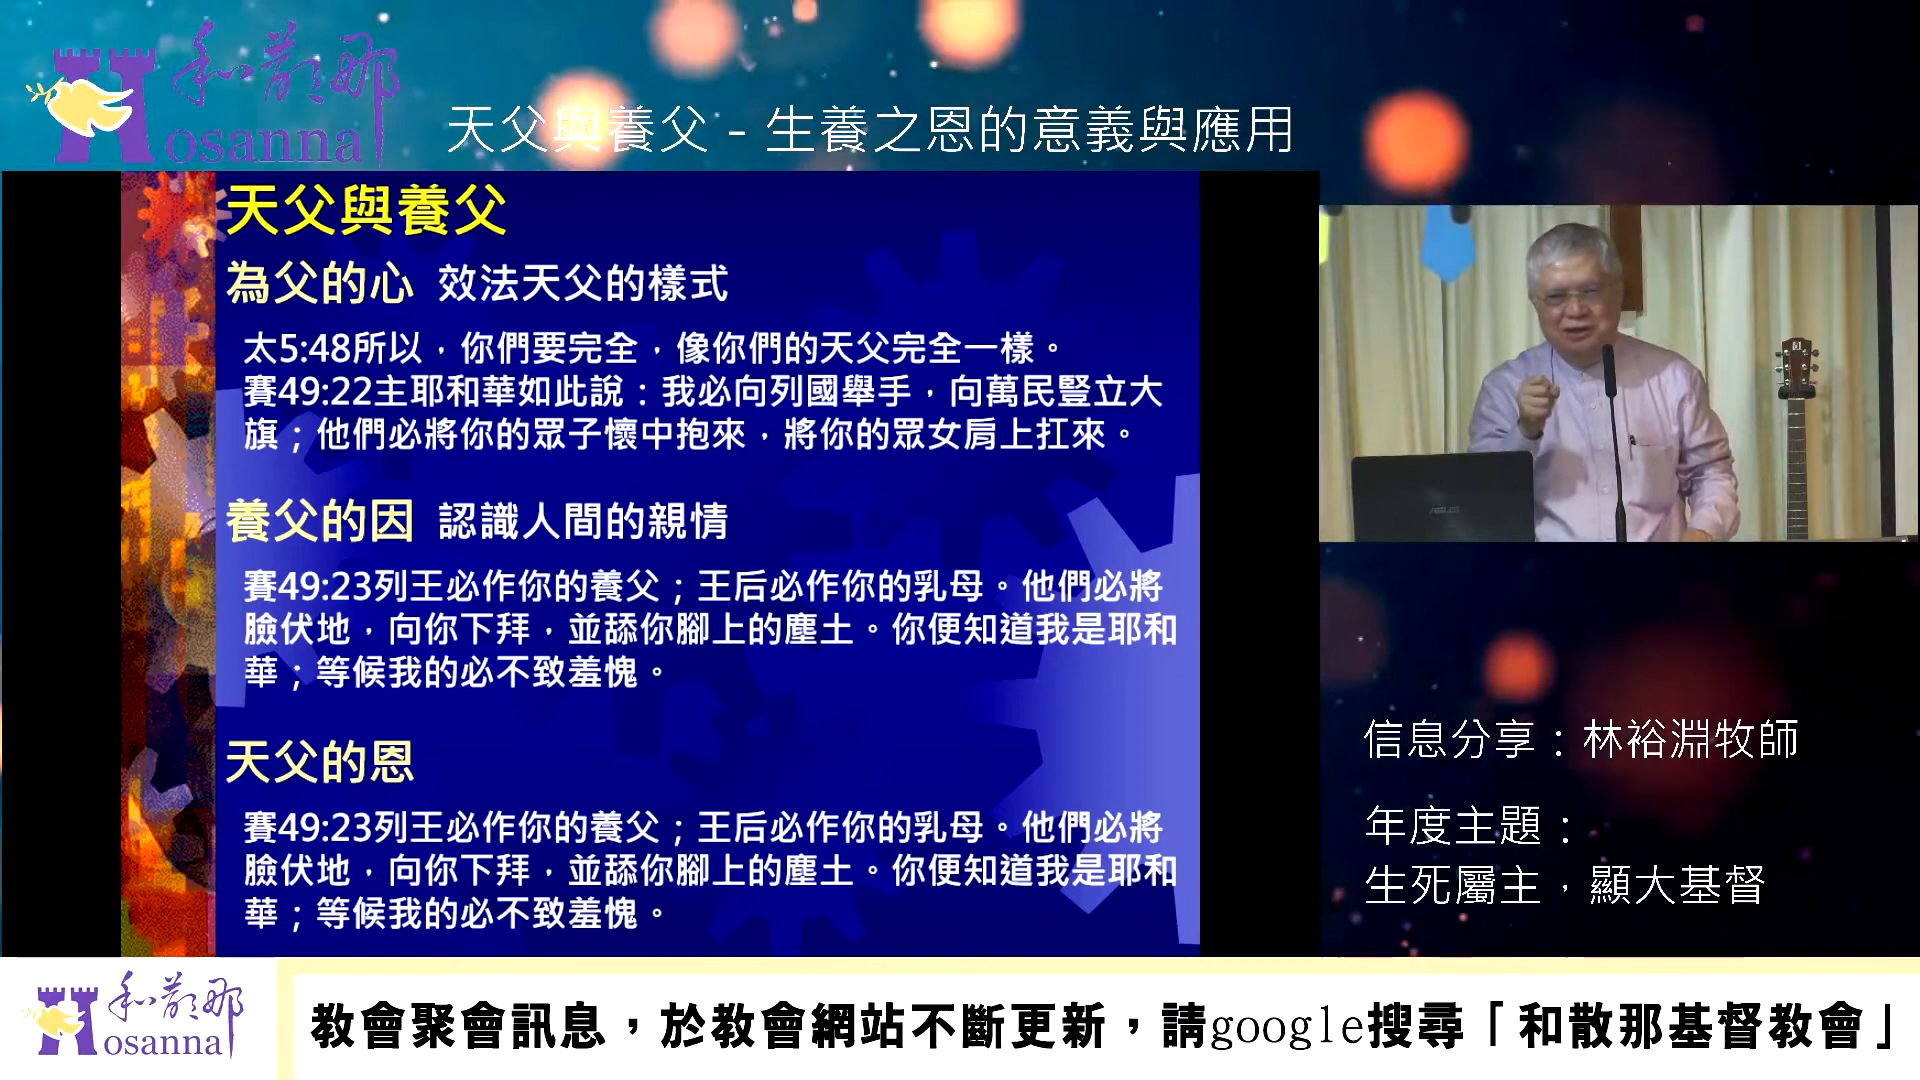 和散那
Hosanna
天父與養父 - 生養之恩的意義與應用
天父與養父
為父的心 效法天父的樣式
太5:48所以，你們要完全，像你們的天父完全一樣。
賽49:22主耶和華如此說：我必向列國舉手，向萬民豎立大
旗；他們必將你的眾子懷中抱來，將你的眾女肩上扛來。
養父的因 認識人間的親情
賽49:23列王必作你的養父；王后必作你的乳母。他們必將
臉伏地，向你下拜，並舔你腳上的塵土。你便知道我是耶和
華；等候我的必不致羞愧。
天父的恩
賽49:23列王必作你的養父；王后必作你的乳母。他們必將
臉伏地，向你下拜，並舔你腳上的塵土。你便知道我是耶和
華；等候我的必不致羞愧。
ASUS
信息分享：林裕淵牧師
年度主題：
生死屬主，顯大基督
和散那
Hosanna
教會聚會訊息，於教會網站不斷更新，請google搜尋「和散那基督教會」